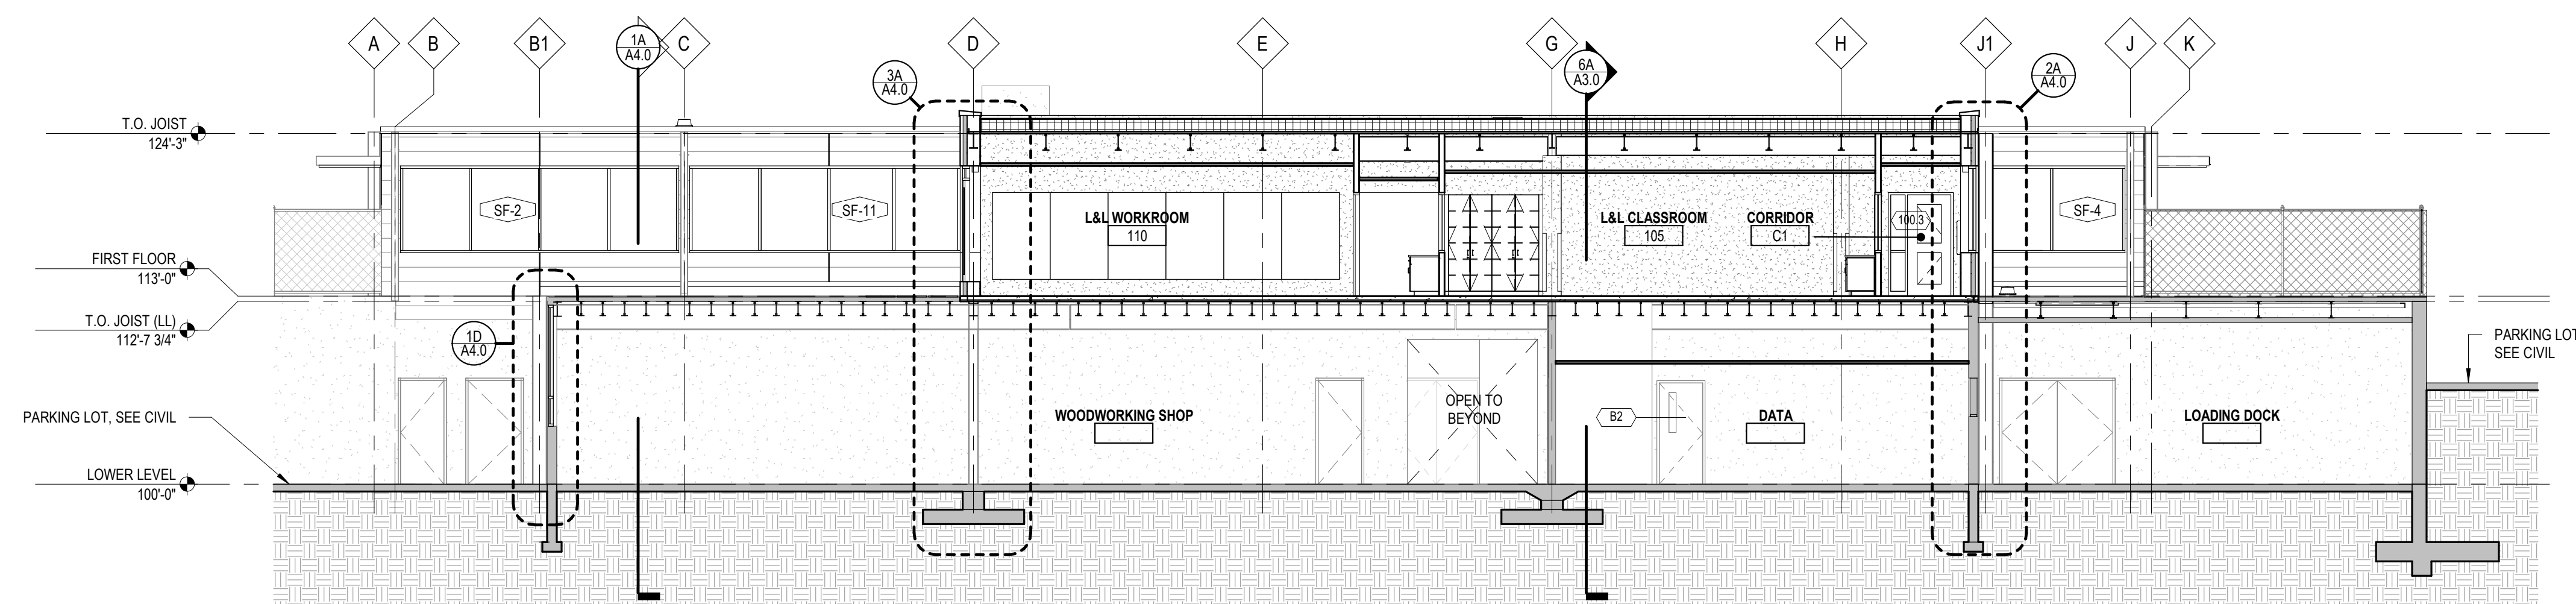 A
B
B1
1A
A4.0
C
3A
A4.0
D
E
G
6A
A3.0
H
J1
2A
A4.0
J
K
T.O. JOIST
124'-3"
FIRST FLOOR
113'-0"
T.O. JOIST (LL)
112'-7 3/4"
PARKING LOT, SEE CIVIL
LOWER LEVEL
100'-0"
SF-2
SF-11
L&L WORKROOM
110
L&L CLASSROOM
105
CORRIDOR
C1
100.3
SF-4
1D
A4.0
WOODWORKING SHOP
OPEN TO
BEYOND
B2
DATA
LOADING DOCK
PARKING LOT
SEE CIVIL